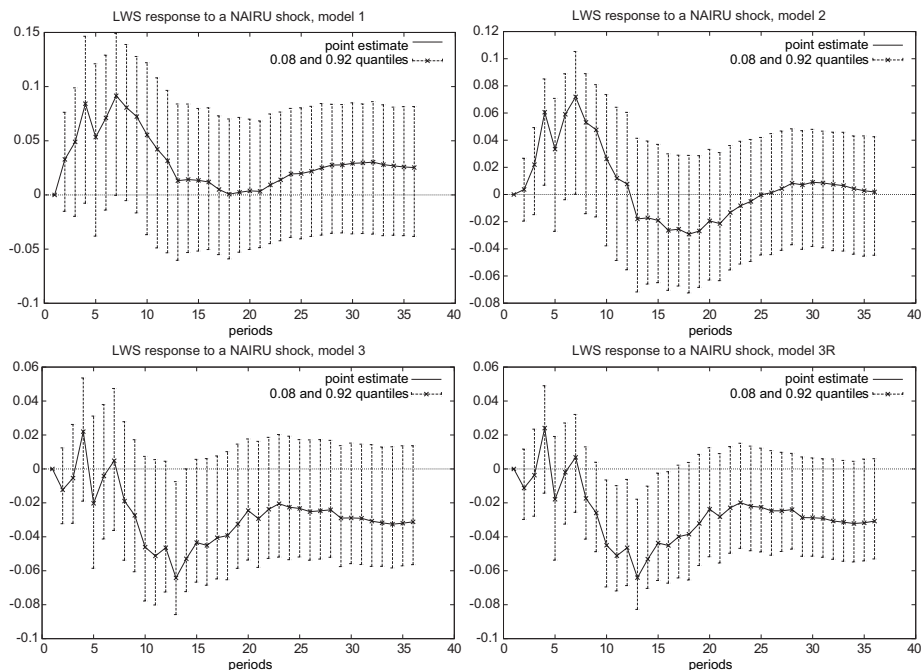 LWS response to a NAIRU shock, model 1
point estimate
0.08 and 0.92 quantiles
0.15
0.1
0.05
0
-0.05
-0.1
0 5 10 15 20 25 30 35 40
periods
LWS response to a NAIRU shock, model 2
point estimate
0.08 and 0.92 quantiles
0.12
0.1
0.08
0.06
0.04
0.02
0
-0.02
-0.04
-0.06
-0.08
0 5 10 15 20 25 30 35 40
periods
LWS response to a NAIRU shock, model 3
point estimate
0.08 and 0.92 quantiles
0.06
0.04
0.02
0
-0.02
-0.04
-0.06
-0.08
-0.1
0 5 10 15 20 25 30 35 40
periods
LWS response to a NAIRU shock, model 3R
point estimate
0.08 and 0.92 quantiles
0.06
0.04
0.02
0
-0.02
-0.04
-0.06
-0.08
-0.1
0 5 10 15 20 25 30 35 40
periods